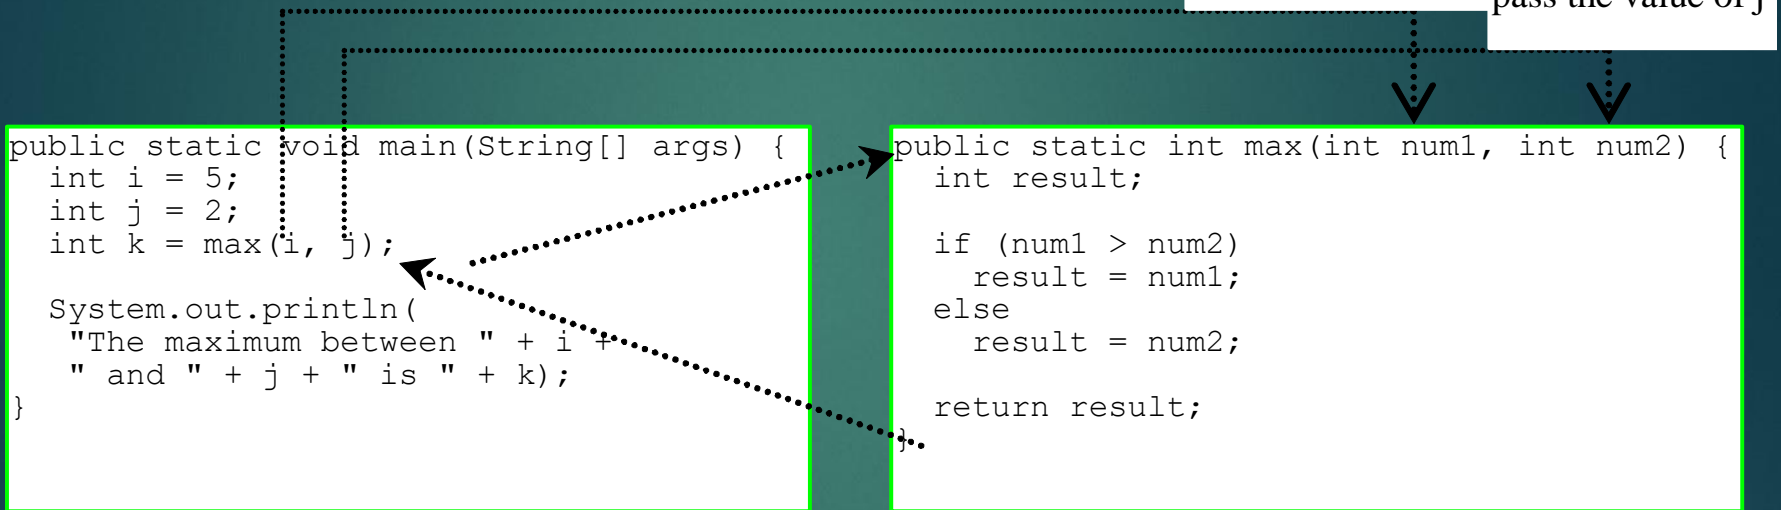 pass the value of j
public static void main(String[] args) {
  int i = 5;
  int j = 2;
  int k = max(i, j);
  System.out.println(
   "The maximum between " + i +
   " and " + j + " is " + k);
}
public static int max(int num1, int num2) {
  int result;
  if (num1 > num2)
    result = num1;
  else
    result = num2;
  return result;
}